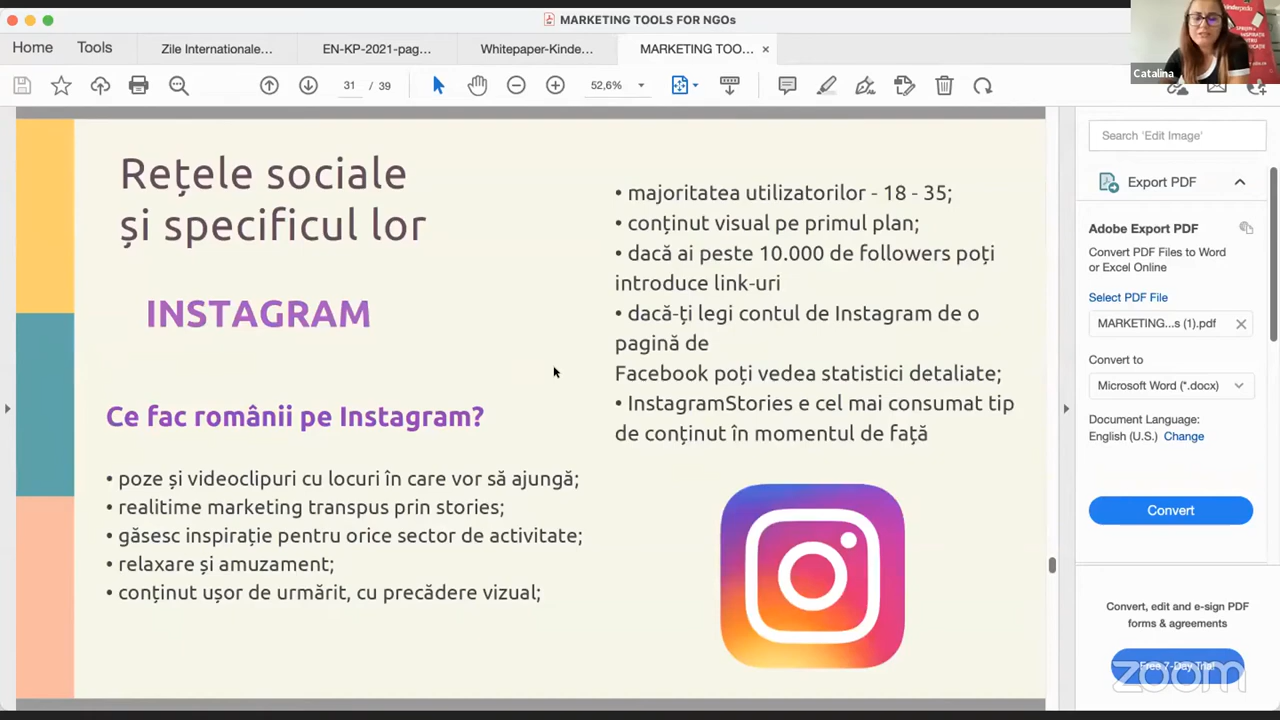 MARKETING TOOLS FOR NGOs
Home
Tools
Zile Internationale...
EN-KP-2021-pag...
Whitepaper-Kinde...
MARKETING TOO...
Catalina
31 / 39
52,6%
Rețele sociale
și specificul lor
INSTAGRAM
Ce fac românii pe Instagram?
• poze și videoclipuri cu locuri în care vor să ajungă;
• realitime marketing transpus prin stories;
• găsesc inspirație pentru orice sector de activitate;
• relaxare și amuzament;
• conținut ușor de urmărit, cu precădere vizual;
• majoritatea utilizatorilor - 18 - 35;
• conținut visual pe primul plan;
• dacă ai peste 10.000 de followers poți
introduce link-uri
• dacă-ți legi contul de Instagram de o
pagină de
Facebook poți vedea statistici detaliate;
• InstagramStories e cel mai consumat tip
de conținut în momentul de față
Search 'Edit Image'
Export PDF
Adobe Export PDF
Convert PDF Files to Word
or Excel Online
Select PDF File
MARKETING...s (1).pdf
Convert to
Microsoft Word (*.docx)
Document Language:
English (U.S.) Change
Convert
Convert, edit and e-sign PDF
forms & agreements
Free 7-Day Trial
zoom